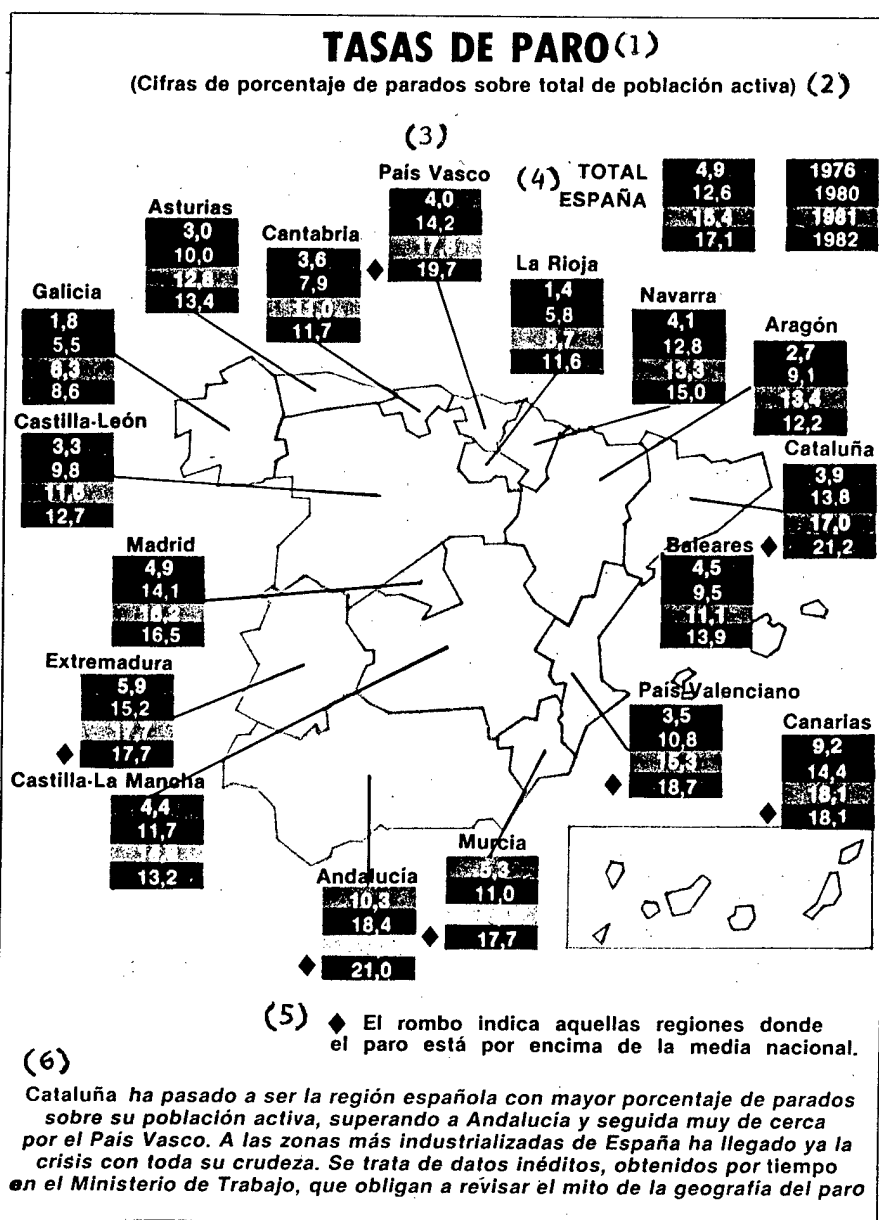 TASAS DE PARO (1)
(Cifras de porcentaje de parados sobre total de población activa) (2)
(3)
(4) TOTAL
ESPAÑA
4,9 1976
12,6 1980
15,4 1981
17,1 1982
País Vasco
4,0
14,2
17,8
19,7
Asturias
3,0
10,0
12,8
13,4
Cantabria
3,6
7,9
11,0
11,7
La Rioja
1,4
5,8
8,7
11,6
Galicia
1,8
5,5
6,3
8,6
Navarra
4,1
12,8
13,3
15,0
Aragón
2,7
9,1
13,4
12,2
Castilla-León
3,3
9,8
12,7
Cataluña
3,9
13,8
17,0
21,2
Madrid
4,9
14,1
16,5
Baleares
4,5
9,5
11,1
13,9
Extremadura
5,9
15,2
17,7
País Valenciano
3,5
10,8
15,3
18,7
Canarias
9,2
14,4
18,1
18,1
Castilla-La Mancha
4,4
11,7
13,2
Murcia
5,3
11,0
17,7
Andalucía
10,3
18,4
21,0
(5) ◆ El rombo indica aquellas regiones donde
el paro está por encima de la media nacional.
(6)
Cataluña ha pasado a ser la región española con mayor porcentaje de parados
sobre su población activa, superando a Andalucía y seguida muy de cerca
por el País Vasco. A las zonas más industrializadas de España ha llegado ya la
crisis con toda su crudeza. Se trata de datos inéditos, obtenidos por tiempo
en el Ministerio de Trabajo, que obligan a revisar el mito de la geografía del paro